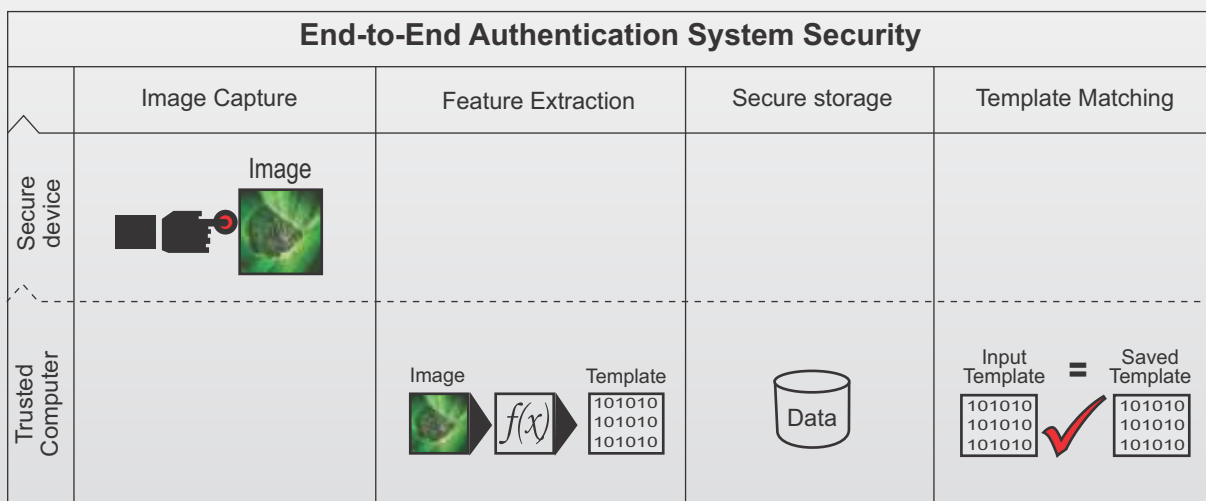 End-to-End Authentication System Security
Image Capture
Feature Extraction
Secure storage
Template Matching
Secure
device
Image
Trusted
Computer
Image
f(x)
Template
101010
101010
101010
Data
Input
Template
=
Saved
Template
101010
101010
101010
101010
101010
101010